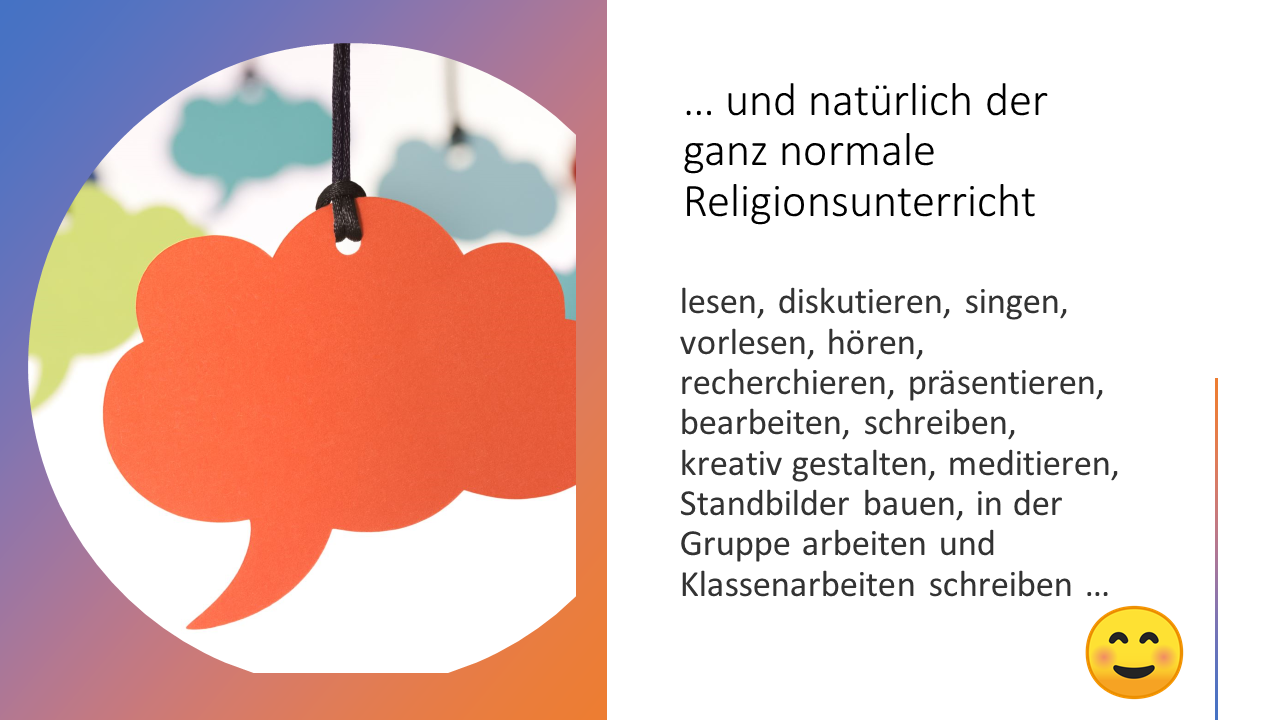 ... und natürlich der
ganz normale
Religionsunterricht
lesen, diskutieren, singen,
vorlesen, hören,
recherchieren, präsentieren,
bearbeiten, schreiben,
kreativ gestalten, meditieren,
Standbilder bauen, in der
Gruppe arbeiten und
Klassenarbeiten schreiben ...